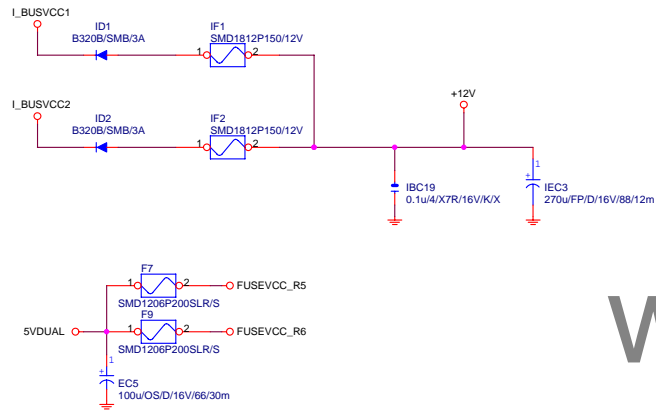 I_BUSVCC1
ID1
B320B/SMB/3A
IF1
SMD1812P150/12V
1 2
I_BUSVCC2
ID2
B320B/SMB/3A
IF2
SMD1812P150/12V
1 2
+12V
IBC19
0.1u/4/X7R/16V/K/X
1
+
IEC3
270u/FP/D/16V/88/12m
F7
1 2
FUSEVCC_R5
SMD1206P200SLR/S
F9
5VDUAL
1 2
FUSEVCC_R6
SMD1206P200SLR/S
1
+
EC5
100u/OS/D/16V/66/30m
W